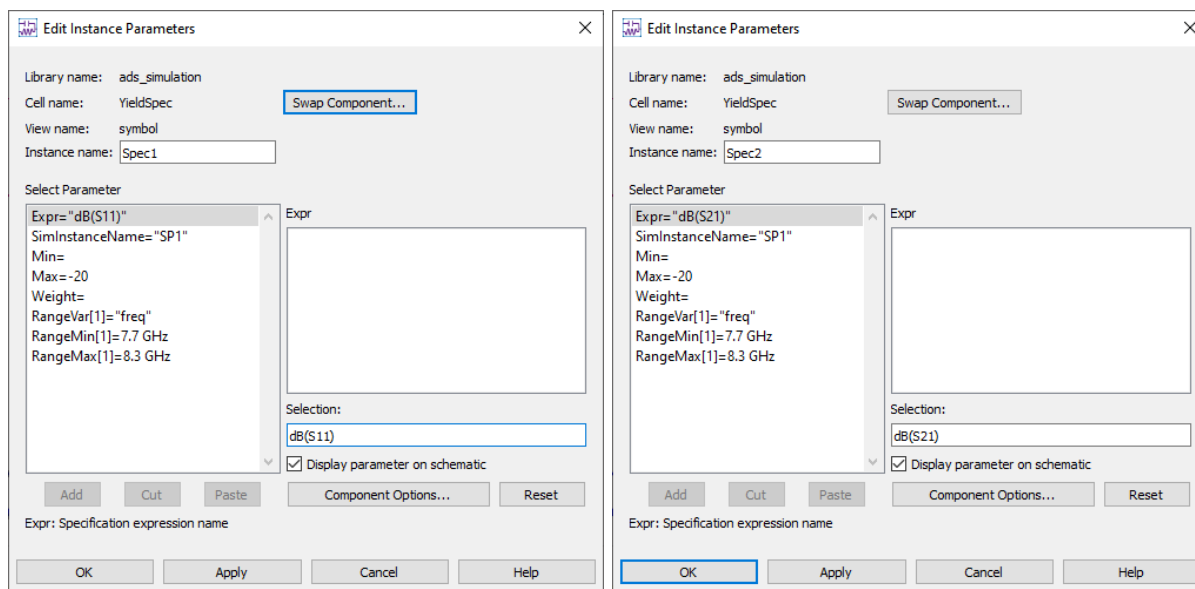 Edit Instance Parameters
Library name: ads_simulation
Cell name: YieldSpec Swap Component...
View name: symbol
Instance name: Spec1
Select Parameter
Expr="dB(S11)"
SimInstanceName="SP1"
Min=
Max=-20
Weight=
RangeVar[1]="freq"
RangeMin[1]=7.7 GHz
RangeMax[1]=8.3 GHz
Expr
Selection:
dB(S11)
Display parameter on schematic
Add Cut Paste Component Options... Reset
Expr: Specification expression name
OK Apply Cancel Help
Edit Instance Parameters
Library name: ads_simulation
Cell name: YieldSpec Swap Component...
View name: symbol
Instance name: Spec2
Select Parameter
Expr="dB(S21)"
SimInstanceName="SP1"
Min=
Max=-20
Weight=
RangeVar[1]="freq"
RangeMin[1]=7.7 GHz
RangeMax[1]=8.3 GHz
Expr
Selection:
dB(S21)
Display parameter on schematic
Add Cut Paste Component Options... Reset
Expr: Specification expression name
OK Apply Cancel Help